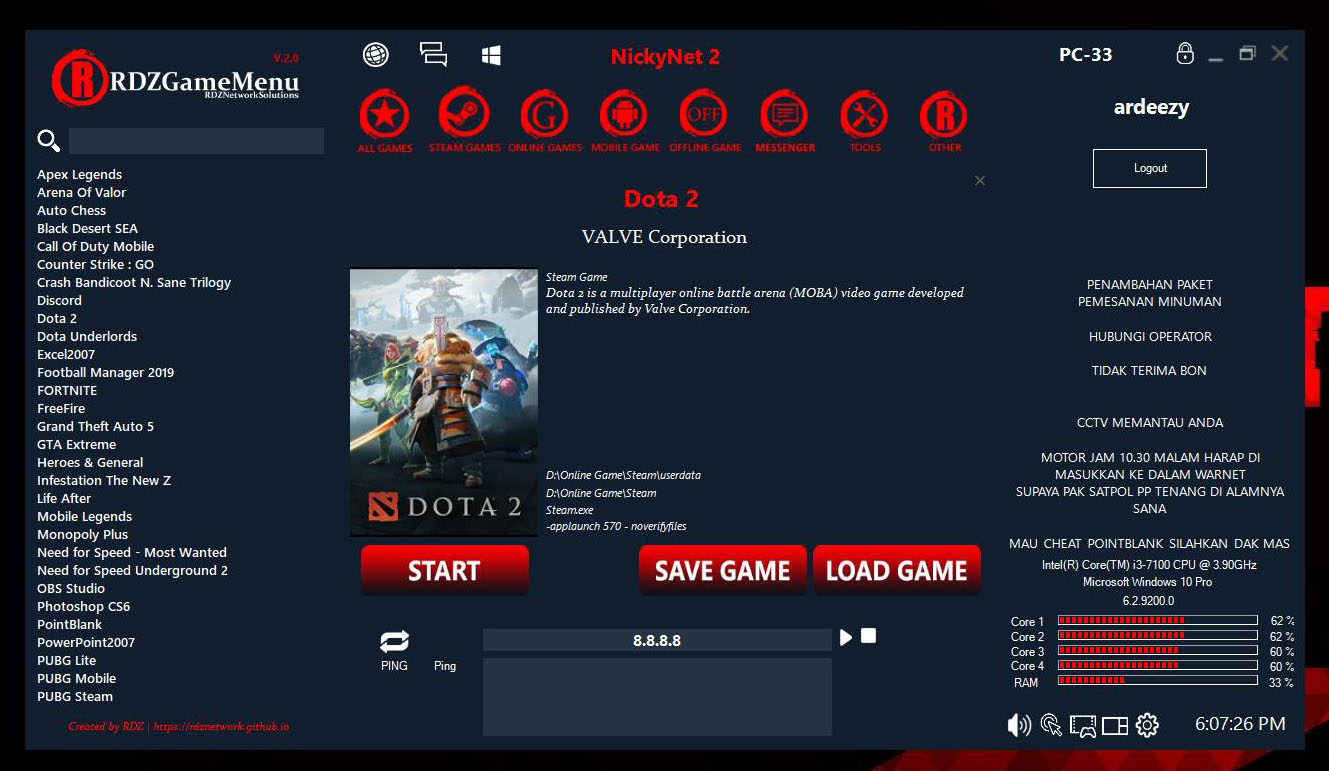 V.2.0
R RDZGameMenu
RDZNetworkSolutions
Apex Legends
Arena Of Valor
Auto Chess
Black Desert SEA
Call Of Duty Mobile
Counter Strike : GO
Crash Bandicoot N. Sane Trilogy
Discord
Dota 2
Dota Underlords
Excel2007
Football Manager 2019
FORTNITE
FreeFire
Grand Theft Auto 5
GTA Extreme
Heroes & General
Infestation The New Z
Life After
Mobile Legends
Monopoly Plus
Need for Speed - Most Wanted
Need for Speed Underground 2
OBS Studio
Photoshop CS6
PointBlank
PowerPoint2007
PUBG Lite
PUBG Mobile
PUBG Steam
Created by RDZ | https://rdznetwork.github.io
NickyNet 2
G
OFF
R
ALL GAMES
STEAM GAMES
ONLINE GAMES
MOBILE GAME
OFFLINE GAME
MESSENGER
TOOLS
OTHER
Dota 2
VALVE Corporation
Steam Game
Dota 2 is a multiplayer online battle arena (MOBA) video game developed
and published by Valve Corporation.
DOTA 2
D:\Online Game\Steam\userdata
D:\Online Game\Steam
Steam.exe
-applaunch 570 - noverifyfiles
START
SAVE GAME
LOAD GAME
PING
Ping
8.8.8.8
PC-33
ardeezy
Logout
PENAMBAHAN PAKET
PEMESANAN MINUMAN
HUBUNGI OPERATOR
TIDAK TERIMA BON
CCTV MEMANTAU ANDA
MOTOR JAM 10.30 MALAM HARAP DI
MASUKKAN KE DALAM WARNET
SUPAYA PAK SATPOL PP TENANG DI ALAMNYA
SANA
MAU CHEAT POINTBLANK SILAHKAN DAK MAS
Intel(R) Core(TM) i3-7100 CPU @ 3.90GHz
Microsoft Windows 10 Pro
6.2.9200.0
Core 1 62 %
Core 2 62 %
Core 3 60 %
Core 4 60 %
RAM 33 %
6:07:26 PM